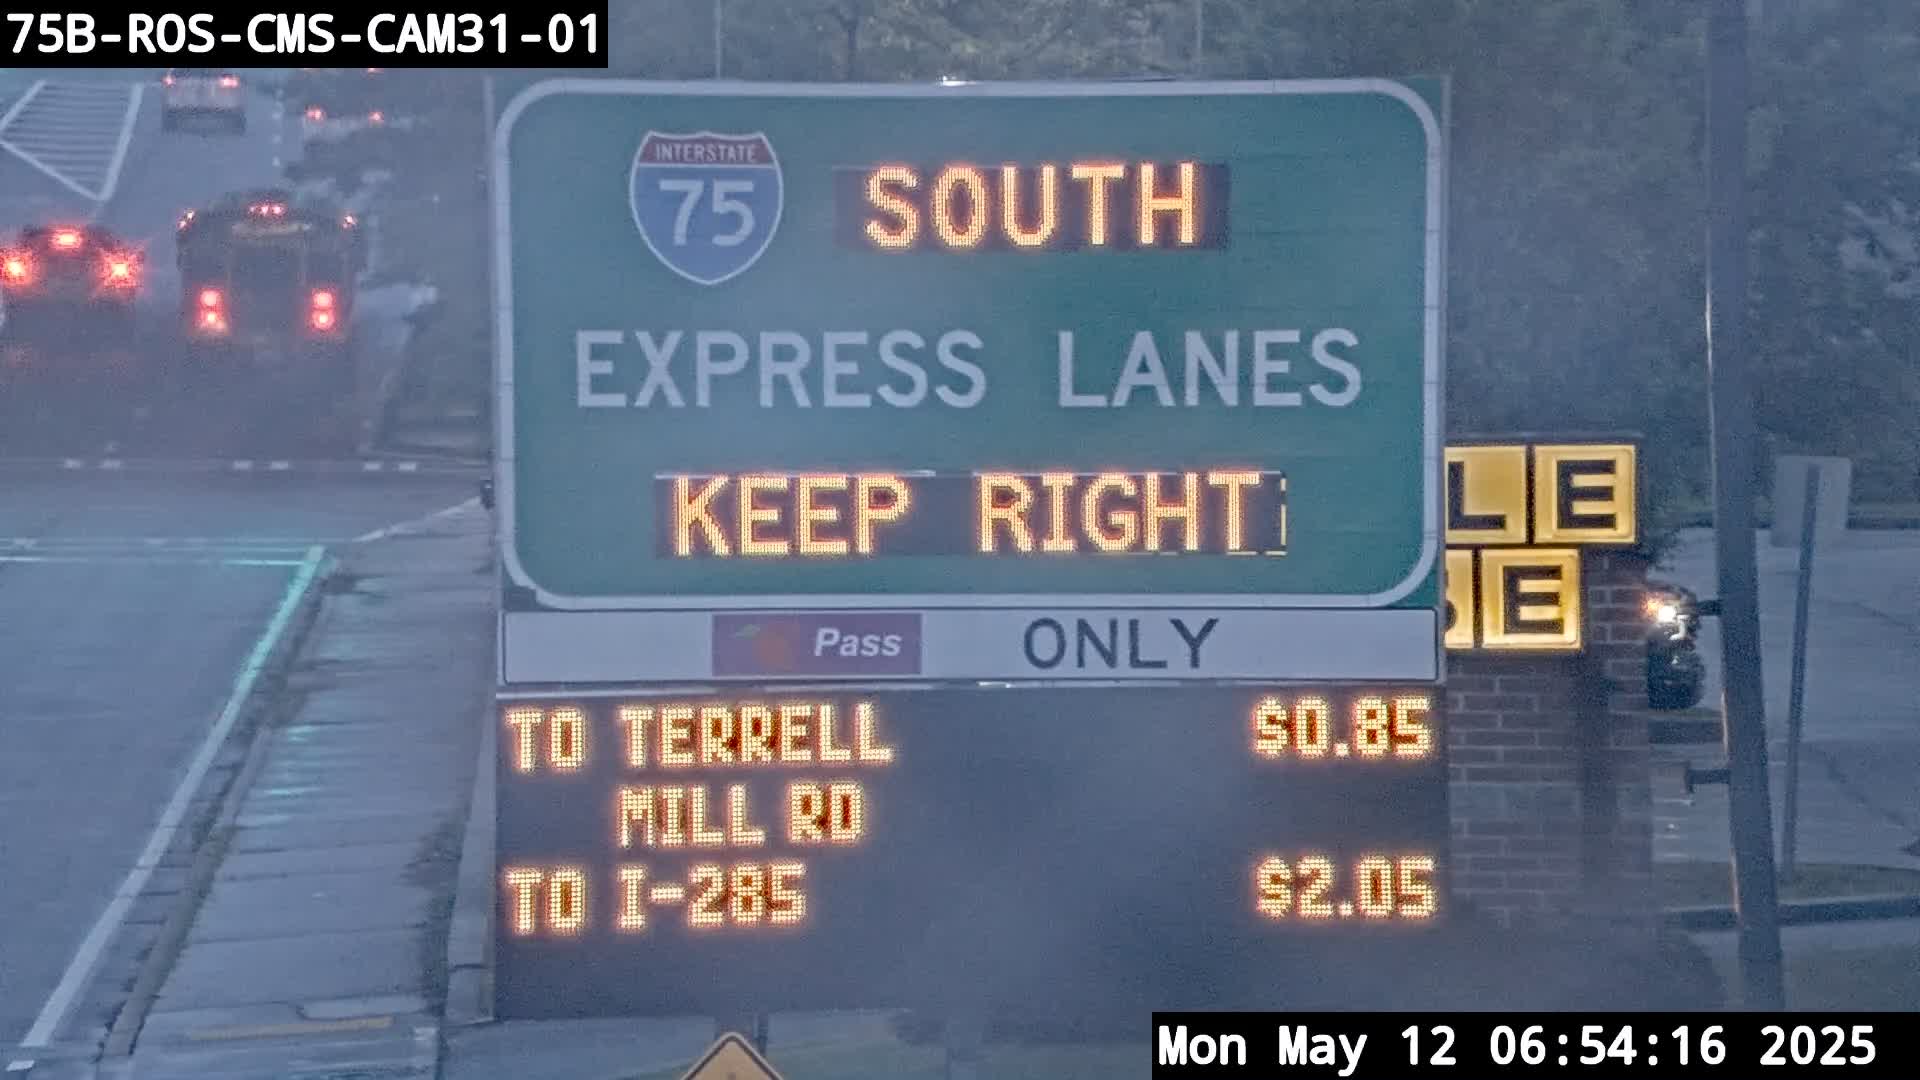 75B-ROS-CMS-CAM31-01
INTERSTATE
75
SOUTH
EXPRESS LANES
KEEP RIGHT
Pass ONLY
TO TERRELL $0.85
MILL RD
TO I-285 $2.05
LE
E
Mon May 12 06:54:16 2025